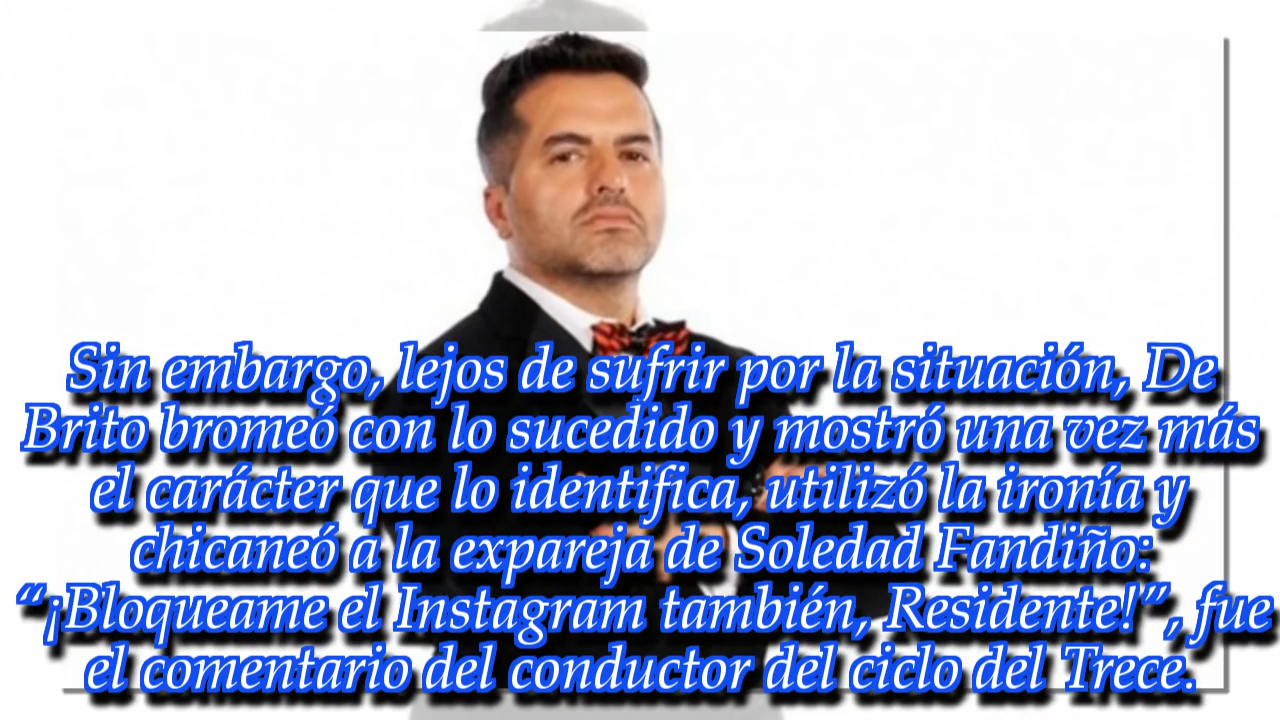 Sin embargo, lejos de sufrir por la situación, De
Brito bromeó con lo sucedido y mostró una vez más
el carácter que lo identifica, utilizó la ironía y
chicaneó a la expareja de Soledad Fandiño:
“¡Bloqueame el Instagram también, Residente!”, fue
el comentario del conductor del ciclo del Trece.